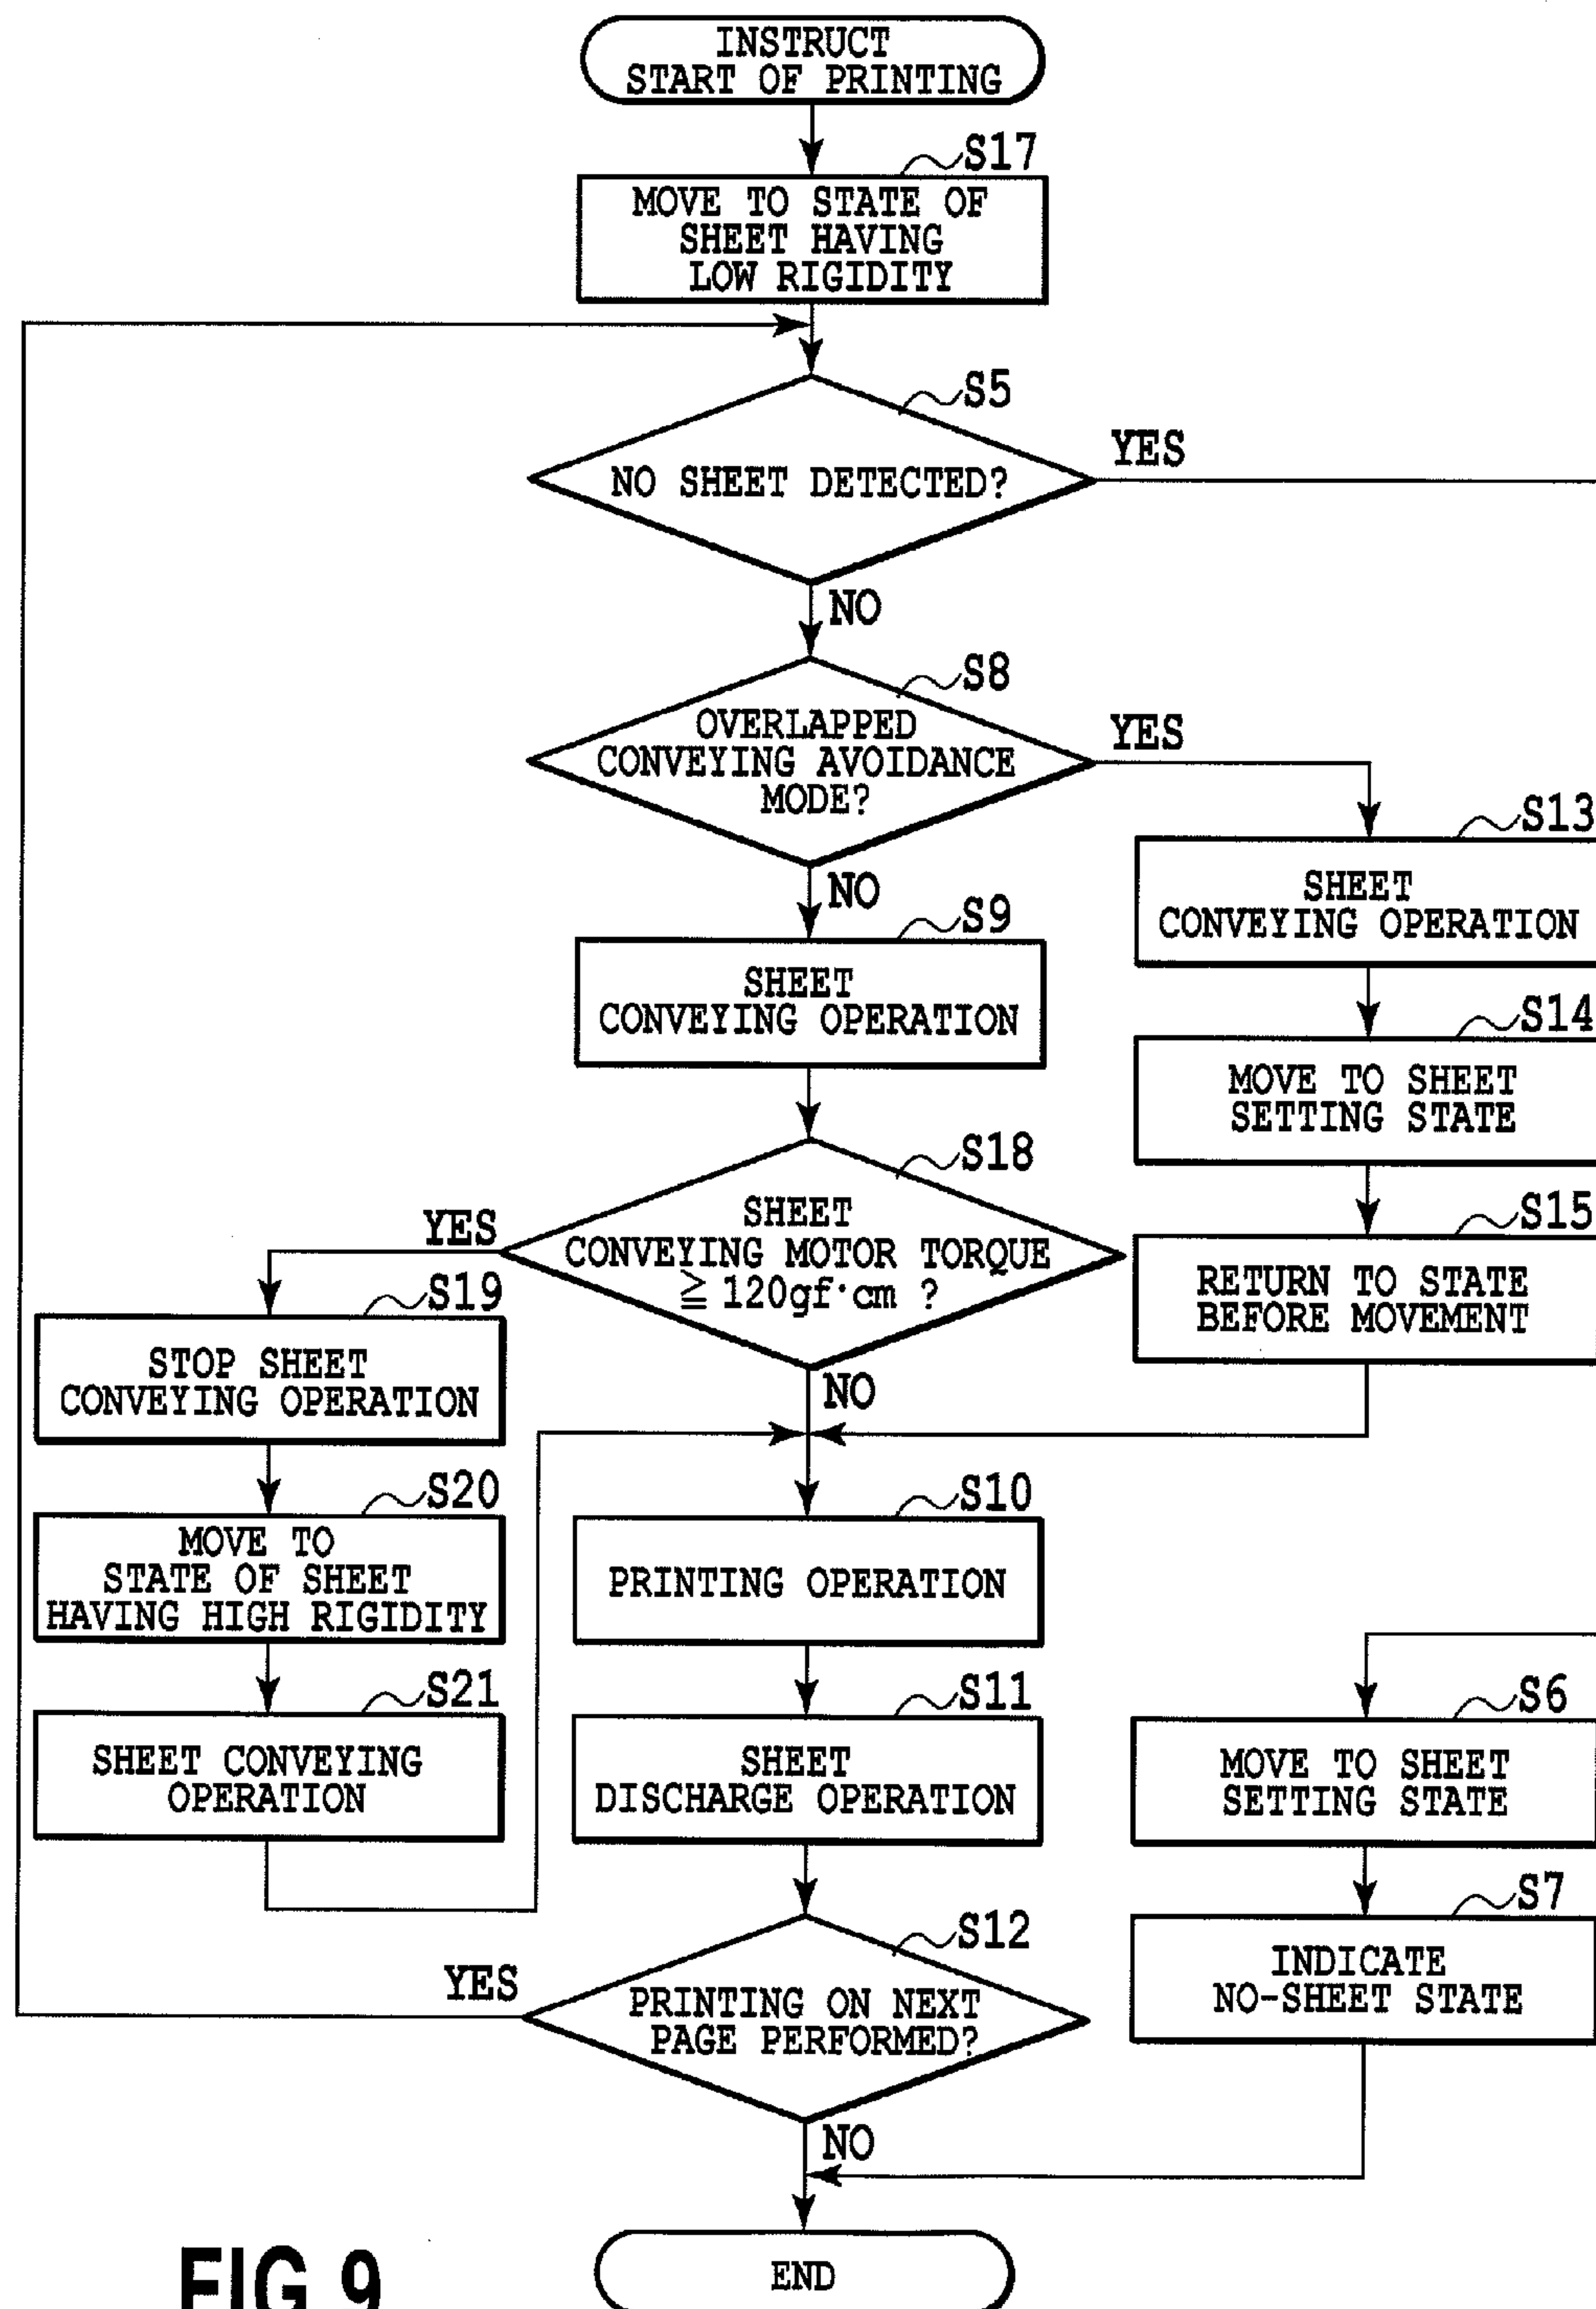 INSTRUCT
START OF PRINTING
S17
MOVE TO STATE OF
SHEET HAVING
LOW RIGIDITY
S5
NO SHEET DETECTED?
YES
NO
S8
OVERLAPPED
CONVEYING AVOIDANCE
MODE?
YES
NO
S13
SHEET
CONVEYING OPERATION
S9
SHEET
CONVEYING OPERATION
S14
MOVE TO SHEET
SETTING STATE
S18
SHEET
CONVEYING MOTOR TORQUE
≧ 120gf·cm ?
YES
NO
S15
RETURN TO STATE
BEFORE MOVEMENT
S19
STOP SHEET
CONVEYING OPERATION
S20
MOVE TO
STATE OF SHEET
HAVING HIGH RIGIDITY
S21
SHEET CONVEYING
OPERATION
S10
PRINTING OPERATION
S11
SHEET
DISCHARGE OPERATION
S6
MOVE TO SHEET
SETTING STATE
S7
INDICATE
NO-SHEET STATE
S12
PRINTING ON NEXT
PAGE PERFORMED?
YES
NO
END
FIG.9